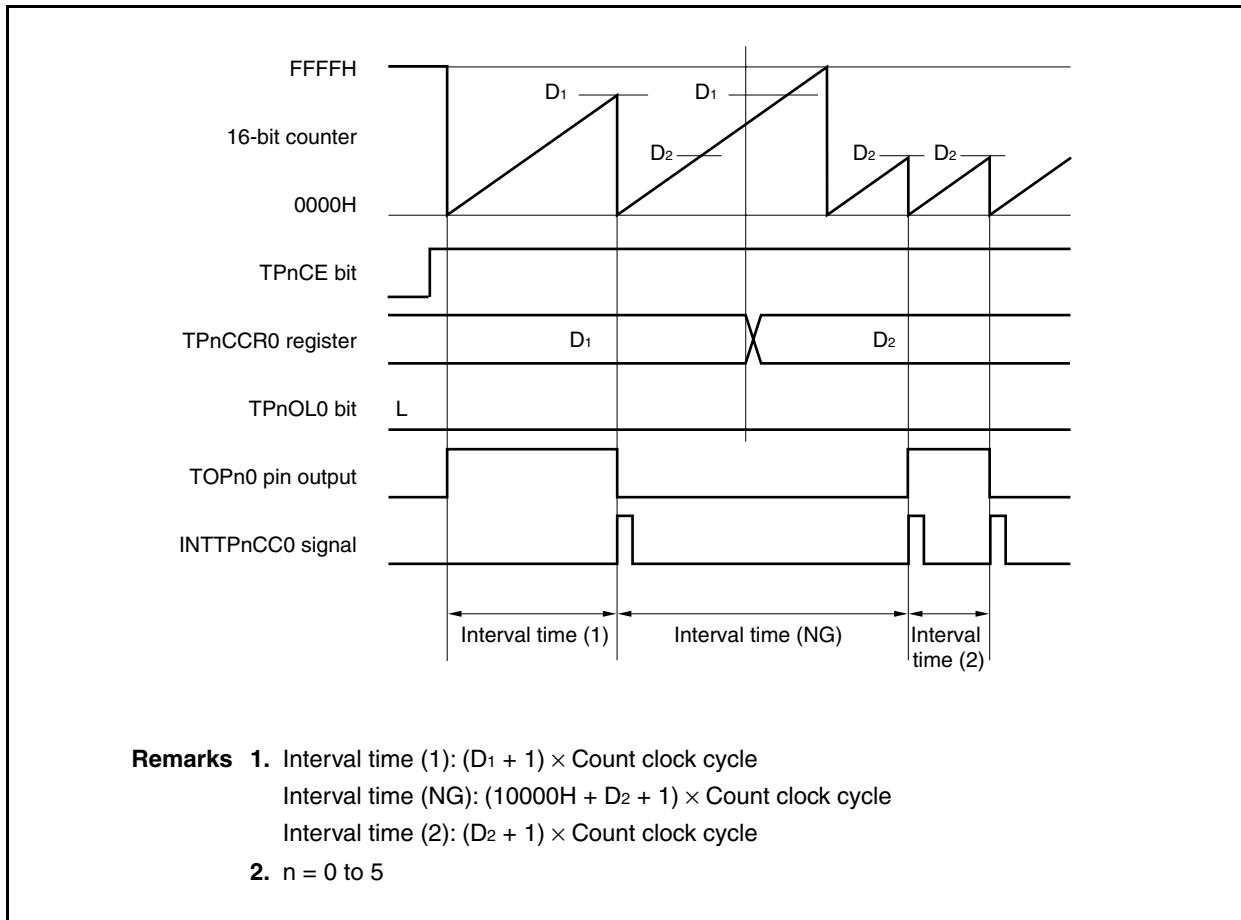 FFFFH
D1
D1
16-bit counter
D2
D2
D2
0000H
TPnCE bit
TPnCCR0 register
D1
D2
TPnOL0 bit
L
TOPn0 pin output
INTTPnCC0 signal
Interval time (1)
Interval time (NG)
Interval
time (2)
Remarks 1. Interval time (1): (D1 + 1) × Count clock cycle
Interval time (NG): (10000H + D2 + 1) × Count clock cycle
Interval time (2): (D2 + 1) × Count clock cycle
2. n = 0 to 5